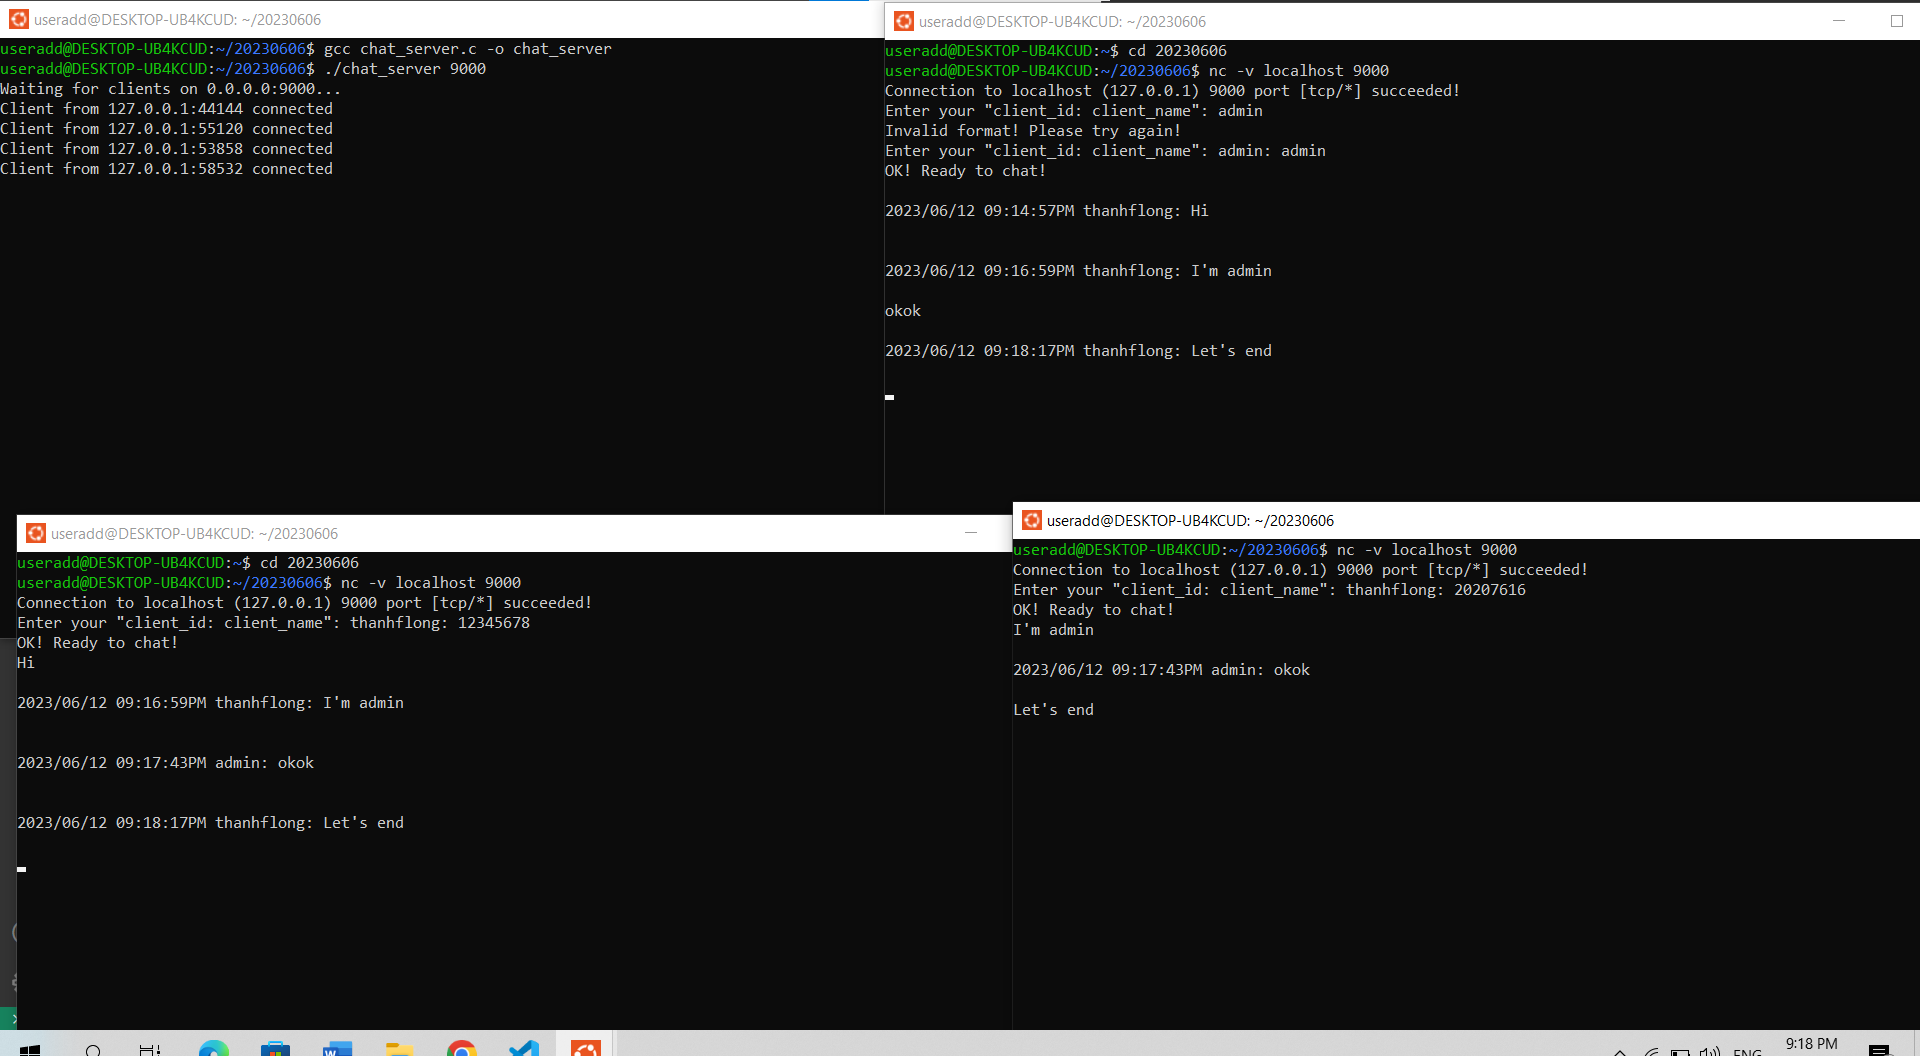 useradd@DESKTOP-UB4KCUD: ~/20230606
useradd@DESKTOP-UB4KCUD:~/20230606$ gcc chat_server.c -o chat_server
useradd@DESKTOP-UB4KCUD:~/20230606$ ./chat_server 9000
Waiting for clients on 0.0.0.0:9000...
Client from 127.0.0.1:44144 connected
Client from 127.0.0.1:55120 connected
Client from 127.0.0.1:53858 connected
Client from 127.0.0.1:58532 connected
useradd@DESKTOP-UB4KCUD: ~/20230606
useradd@DESKTOP-UB4KCUD:~$ cd 20230606
useradd@DESKTOP-UB4KCUD:~/20230606$ nc -v localhost 9000
Connection to localhost (127.0.0.1) 9000 port [tcp/*] succeeded!
Enter your "client_id: client_name": admin
Invalid format! Please try again!
Enter your "client_id: client_name": admin: admin
OK! Ready to chat!
2023/06/12 09:14:57PM thanhflong: Hi
2023/06/12 09:16:59PM thanhflong: I'm admin
okok
2023/06/12 09:18:17PM thanhflong: Let's end
useradd@DESKTOP-UB4KCUD: ~/20230606
useradd@DESKTOP-UB4KCUD:~$ cd 20230606
useradd@DESKTOP-UB4KCUD:~/20230606$ nc -v localhost 9000
Connection to localhost (127.0.0.1) 9000 port [tcp/*] succeeded!
Enter your "client_id: client_name": thanhflong: 12345678
OK! Ready to chat!
Hi
2023/06/12 09:16:59PM thanhflong: I'm admin
2023/06/12 09:17:43PM admin: okok
2023/06/12 09:18:17PM thanhflong: Let's end
useradd@DESKTOP-UB4KCUD: ~/20230606
useradd@DESKTOP-UB4KCUD:~/20230606$ nc -v localhost 9000
Connection to localhost (127.0.0.1) 9000 port [tcp/*] succeeded!
Enter your "client_id: client_name": thanhflong: 20207616
OK! Ready to chat!
I'm admin
2023/06/12 09:17:43PM admin: okok
Let's end
ENG
9:18 PM